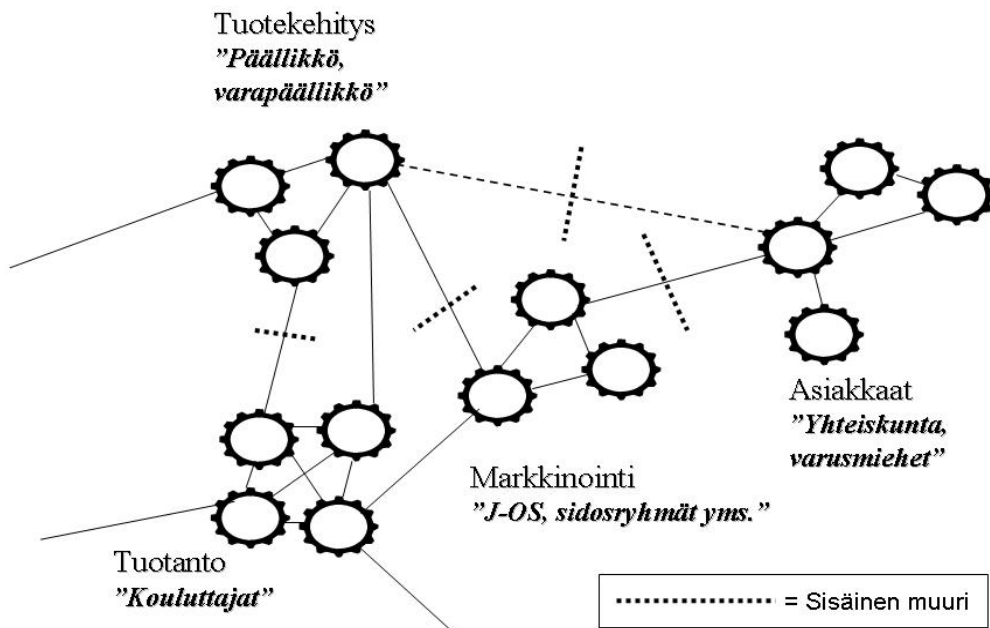 Tuotekehitys
”Päällikkö,
varapäällikkö”
Asiakkaat
”Yhteiskunta,
varusmiehet”
Markkinointi
”J-OS, sidosryhmät yms.”
Tuotanto
”Kouluttajat”
= Sisäinen muuri